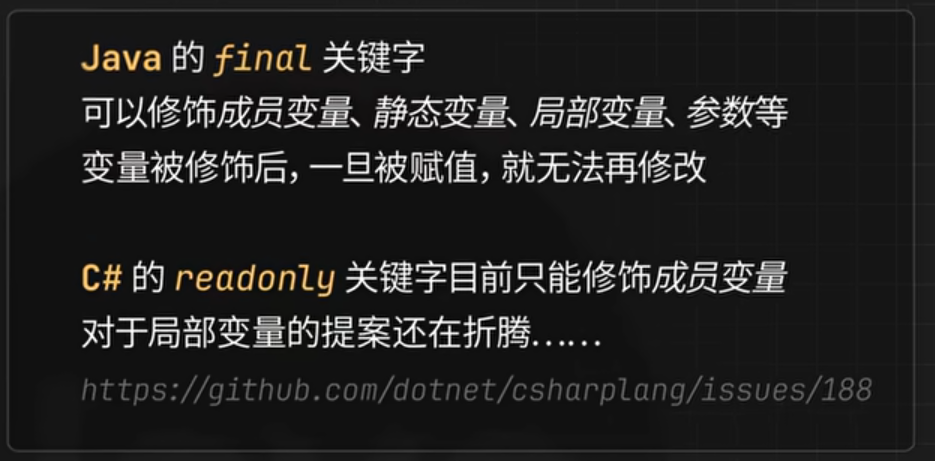 Java 的 final 关键字
可以修饰成员变量、静态变量、局部变量、参数等
变量被修饰后，一旦被赋值，就无法再修改
C# 的 readonly 关键字目前只能修饰成员变量
对于局部变量的提案还在折腾……
https://github.com/dotnet/csharplang/issues/188